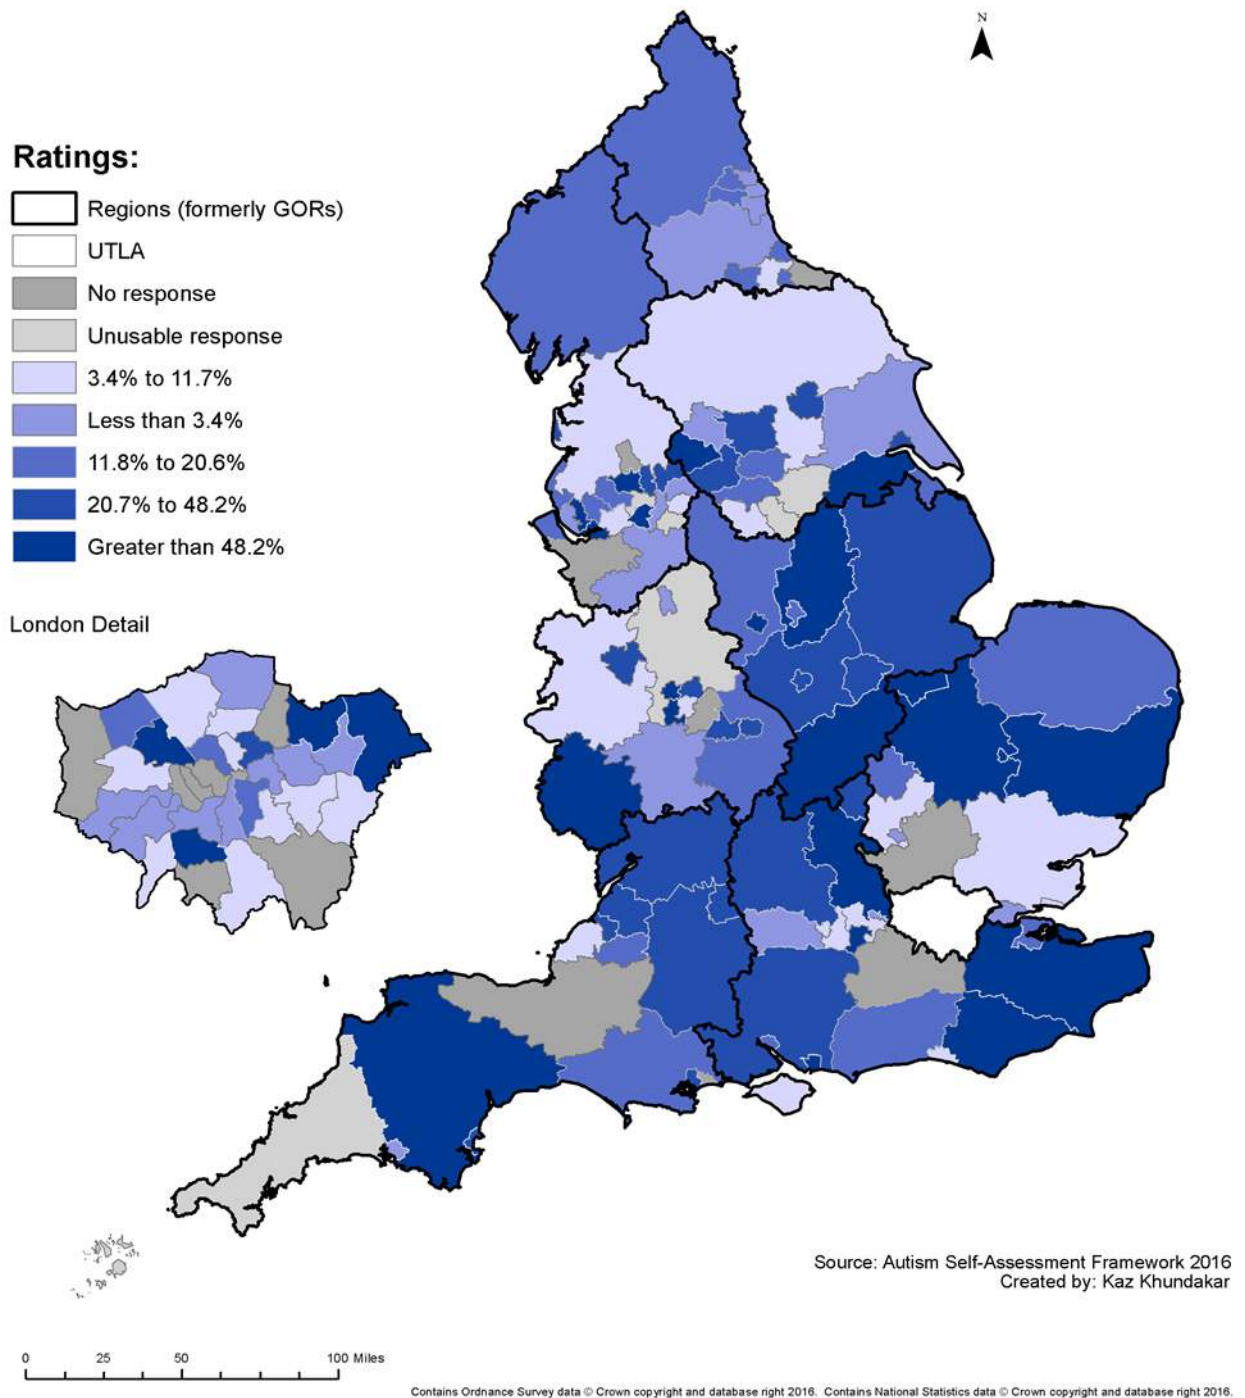 N
Ratings:
Regions (formerly GORs)
UTLA
No response
Unusable response
3.4% to 11.7%
Less than 3.4%
11.8% to 20.6%
20.7% to 48.2%
Greater than 48.2%
London Detail
Source: Autism Self-Assessment Framework 2016
Created by: Kaz Khundakar
0 25 50 100 Miles
Contains Ordnance Survey data © Crown copyright and database right 2016. Contains National Statistics data © Crown copyright and database right 2016.